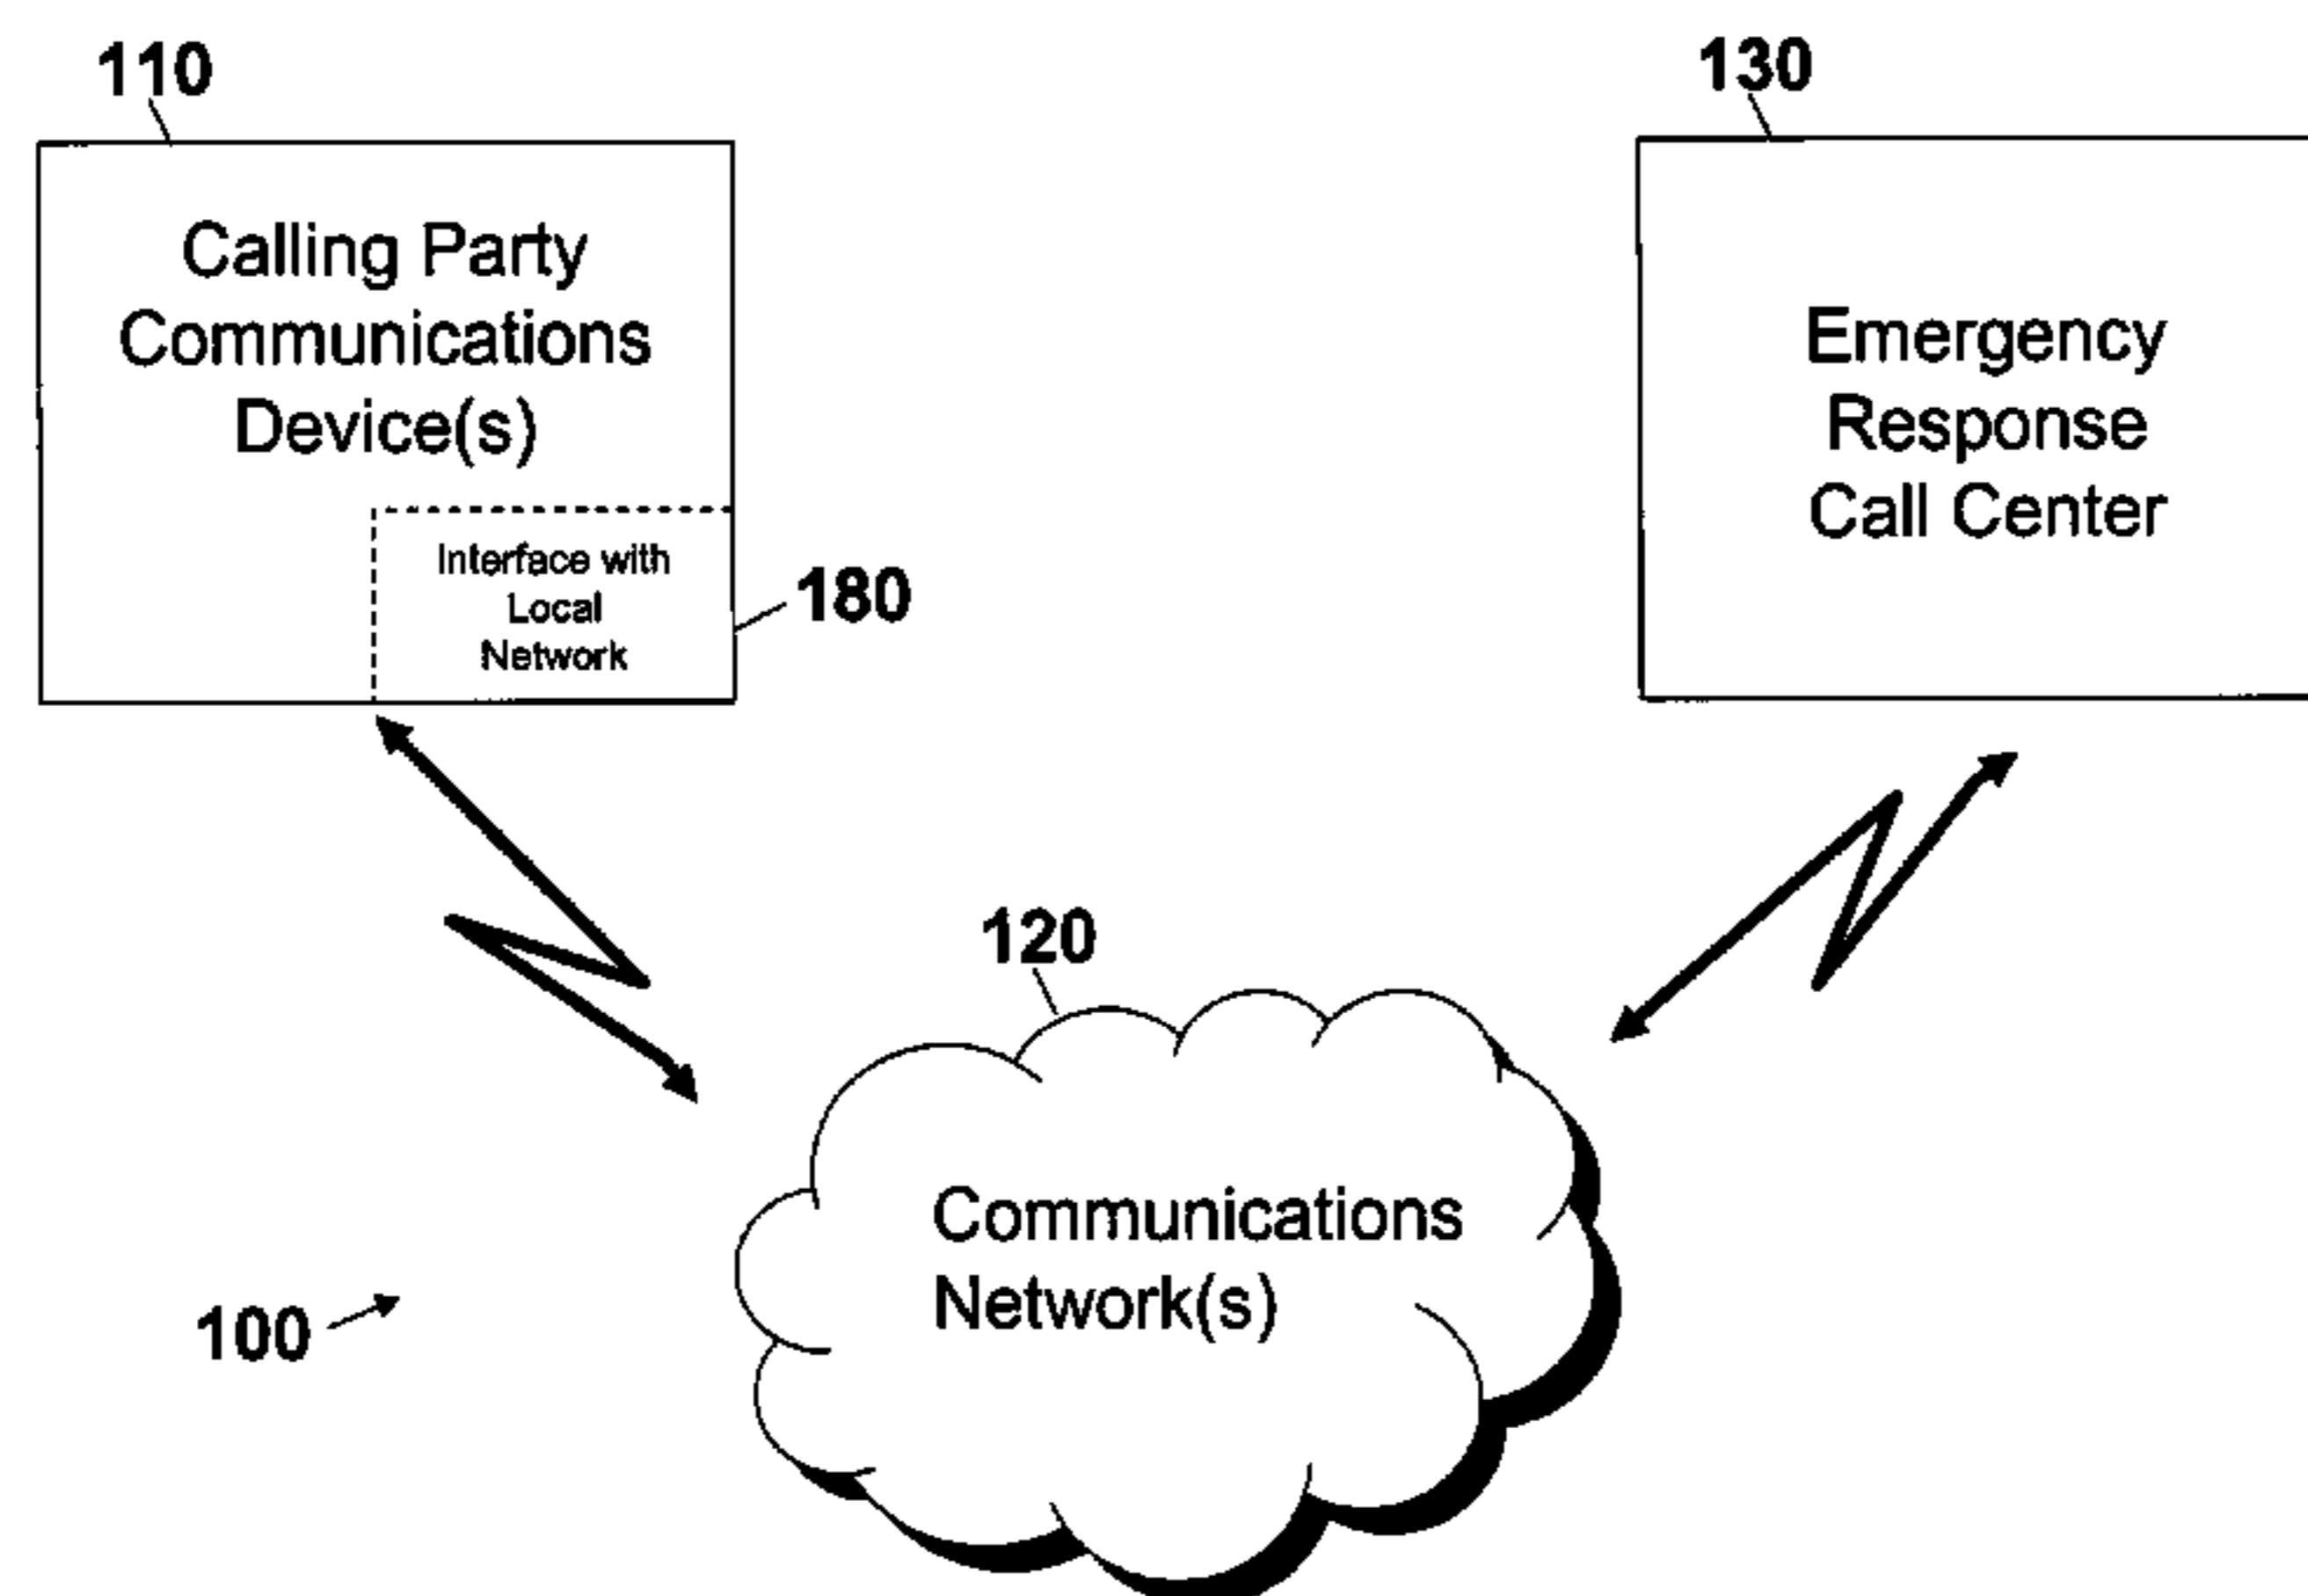 110
Calling Party
Communications
Device(s)
Interface with
Local
Network
180
130
Emergency
Response
Call Center
120
Communications
Network(s)
100